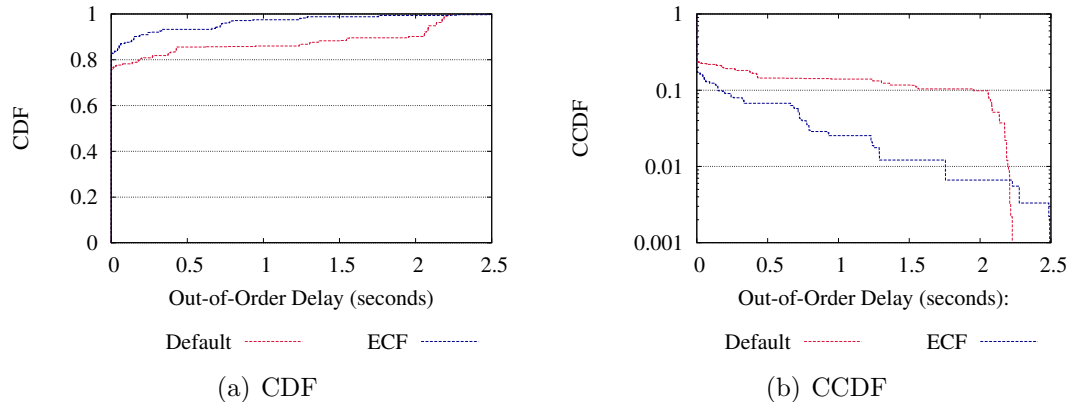 1
0.8
0.6
0.4
0.2
0
CDF
0 0.5 1 1.5 2 2.5
Out-of-Order Delay (seconds)
Default ECF
(a) CDF
1
0.1
0.01
0.001
CCDF
0 0.5 1 1.5 2 2.5
Out-of-Order Delay (seconds):
Default ECF
(b) CCDF